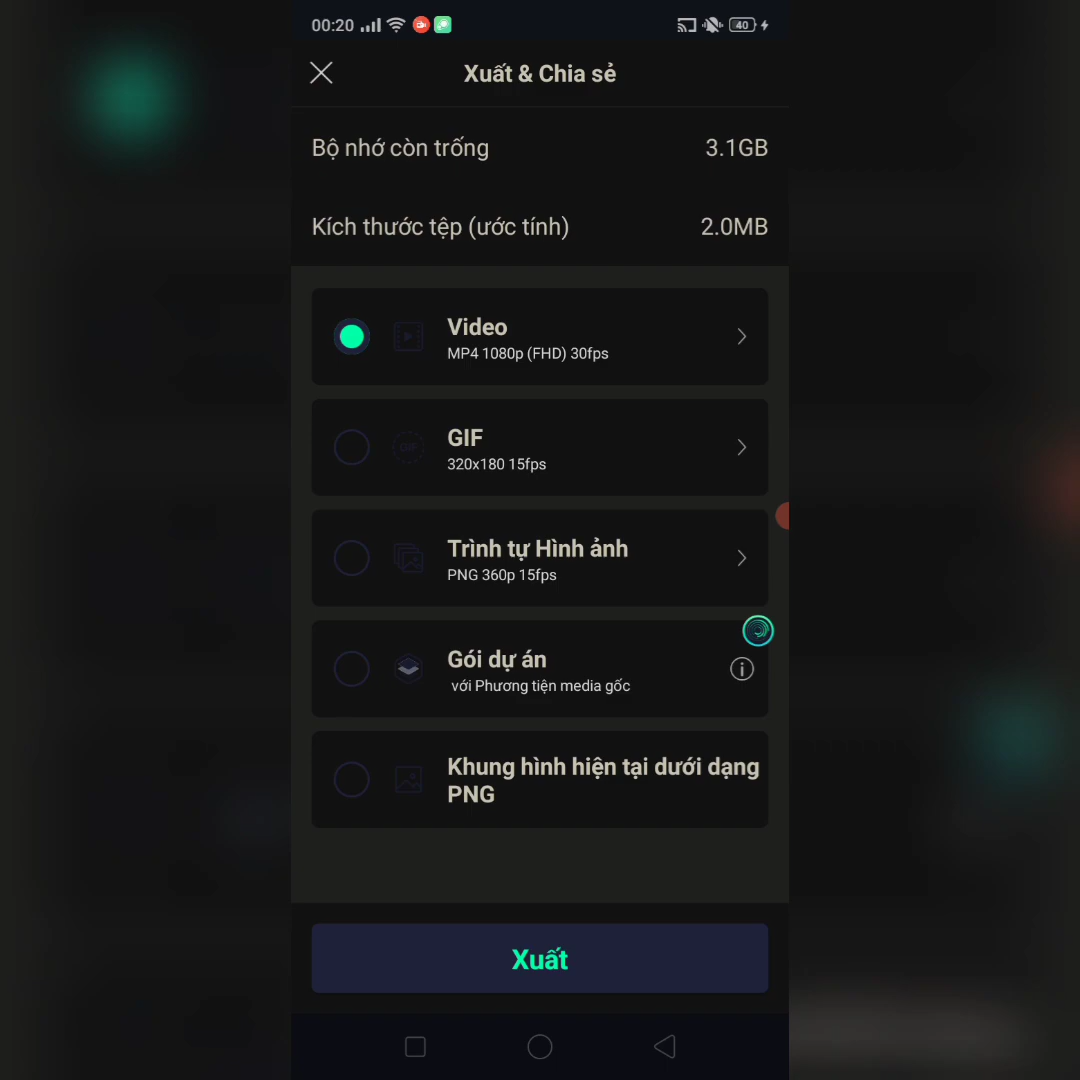 00:20
40
Xuất & Chia sẻ
Bộ nhớ còn trống 3.1GB
Kích thước tệp (ước tính) 2.0MB
Video
MP4 1080p (FHD) 30fps
GIF
GIF
320x180 15fps
Trình tự Hình ảnh
PNG 360p 15fps
Gói dự án
với Phương tiện media gốc
Khung hình hiện tại dưới dạng
PNG
Xuất